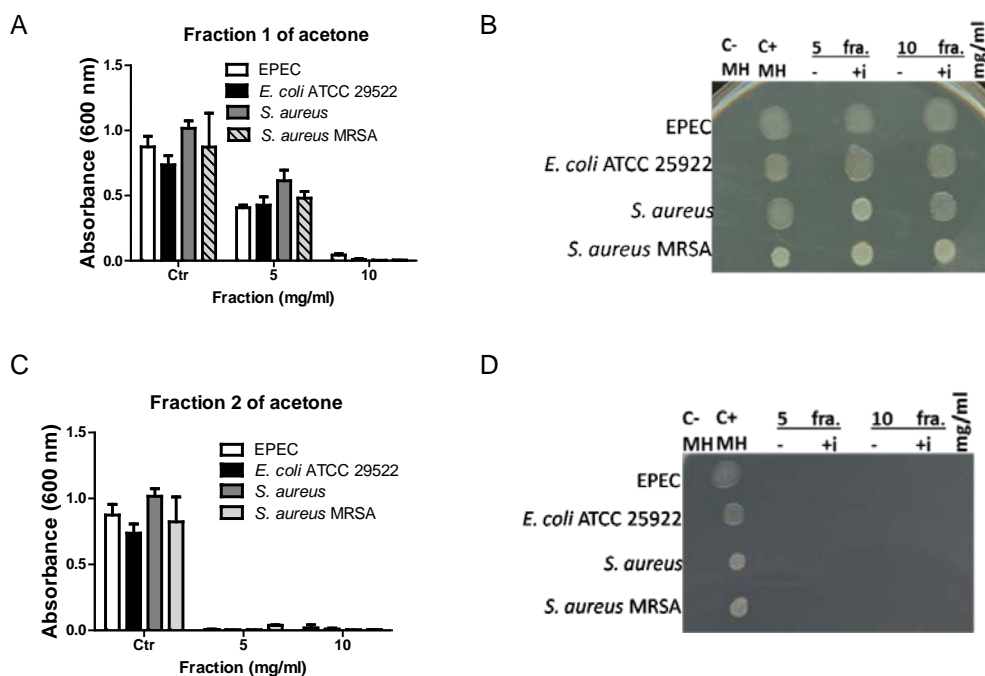 A
Fraction 1 of acetone
EPEC
E. coli ATCC 29522
S. aureus
S. aureus MRSA
Absorbance (600 nm)
1.5
1.0
0.5
0.0
Ctr 5 10
Fraction (mg/ml)
B
C- C+ 5 fra. 10 fra. mg/ml
MH MH - +i - +i
EPEC
E. coli ATCC 25922
S. aureus
S. aureus MRSA
C
Fraction 2 of acetone
EPEC
E. coli ATCC 29522
S. aureus
S. aureus MRSA
Absorbance (600 nm)
1.5
1.0
0.5
0.0
Ctr 5 10
Fraction (mg/ml)
D
C- C+ 5 fra. 10 fra. mg/ml
MH MH - +i - +i
EPEC
E. coli ATCC 25922
S. aureus
S. aureus MRSA